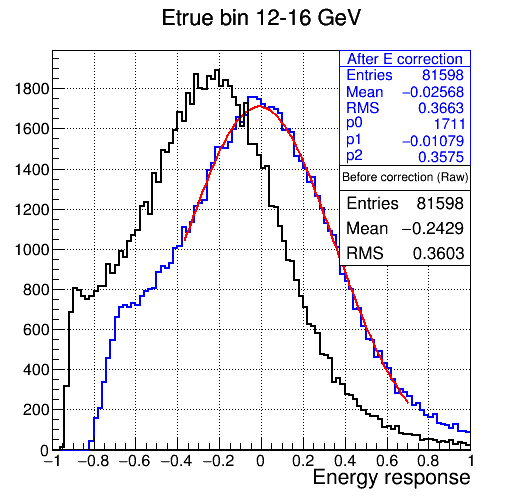 Etrue bin 12-16 GeV
After E correction
Entries 81598
Mean −0.02568
RMS 0.3663
p0 1711
p1 −0.01079
p2 0.3575
Before correction (Raw)
Entries 81598
Mean −0.2429
RMS 0.3603
1800
1600
1400
1200
1000
800
600
400
200
0
−1 −0.8 −0.6 −0.4 −0.2 0 0.2 0.4 0.6 0.8 1
Energy response